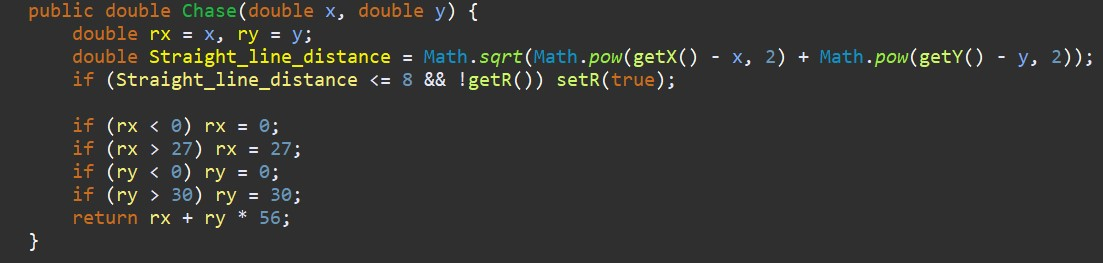 public double Chase(double x, double y) {
double rx = x, ry = y;
double Straight_line_distance = Math.sqrt(Math.pow(getX() - x, 2) + Math.pow(getY() - y, 2));
if (Straight_line_distance <= 8 && !getR()) setR(true);
if (rx < 0) rx = 0;
if (rx > 27) rx = 27;
if (ry < 0) ry = 0;
if (ry > 30) ry = 30;
return rx + ry * 56;
}